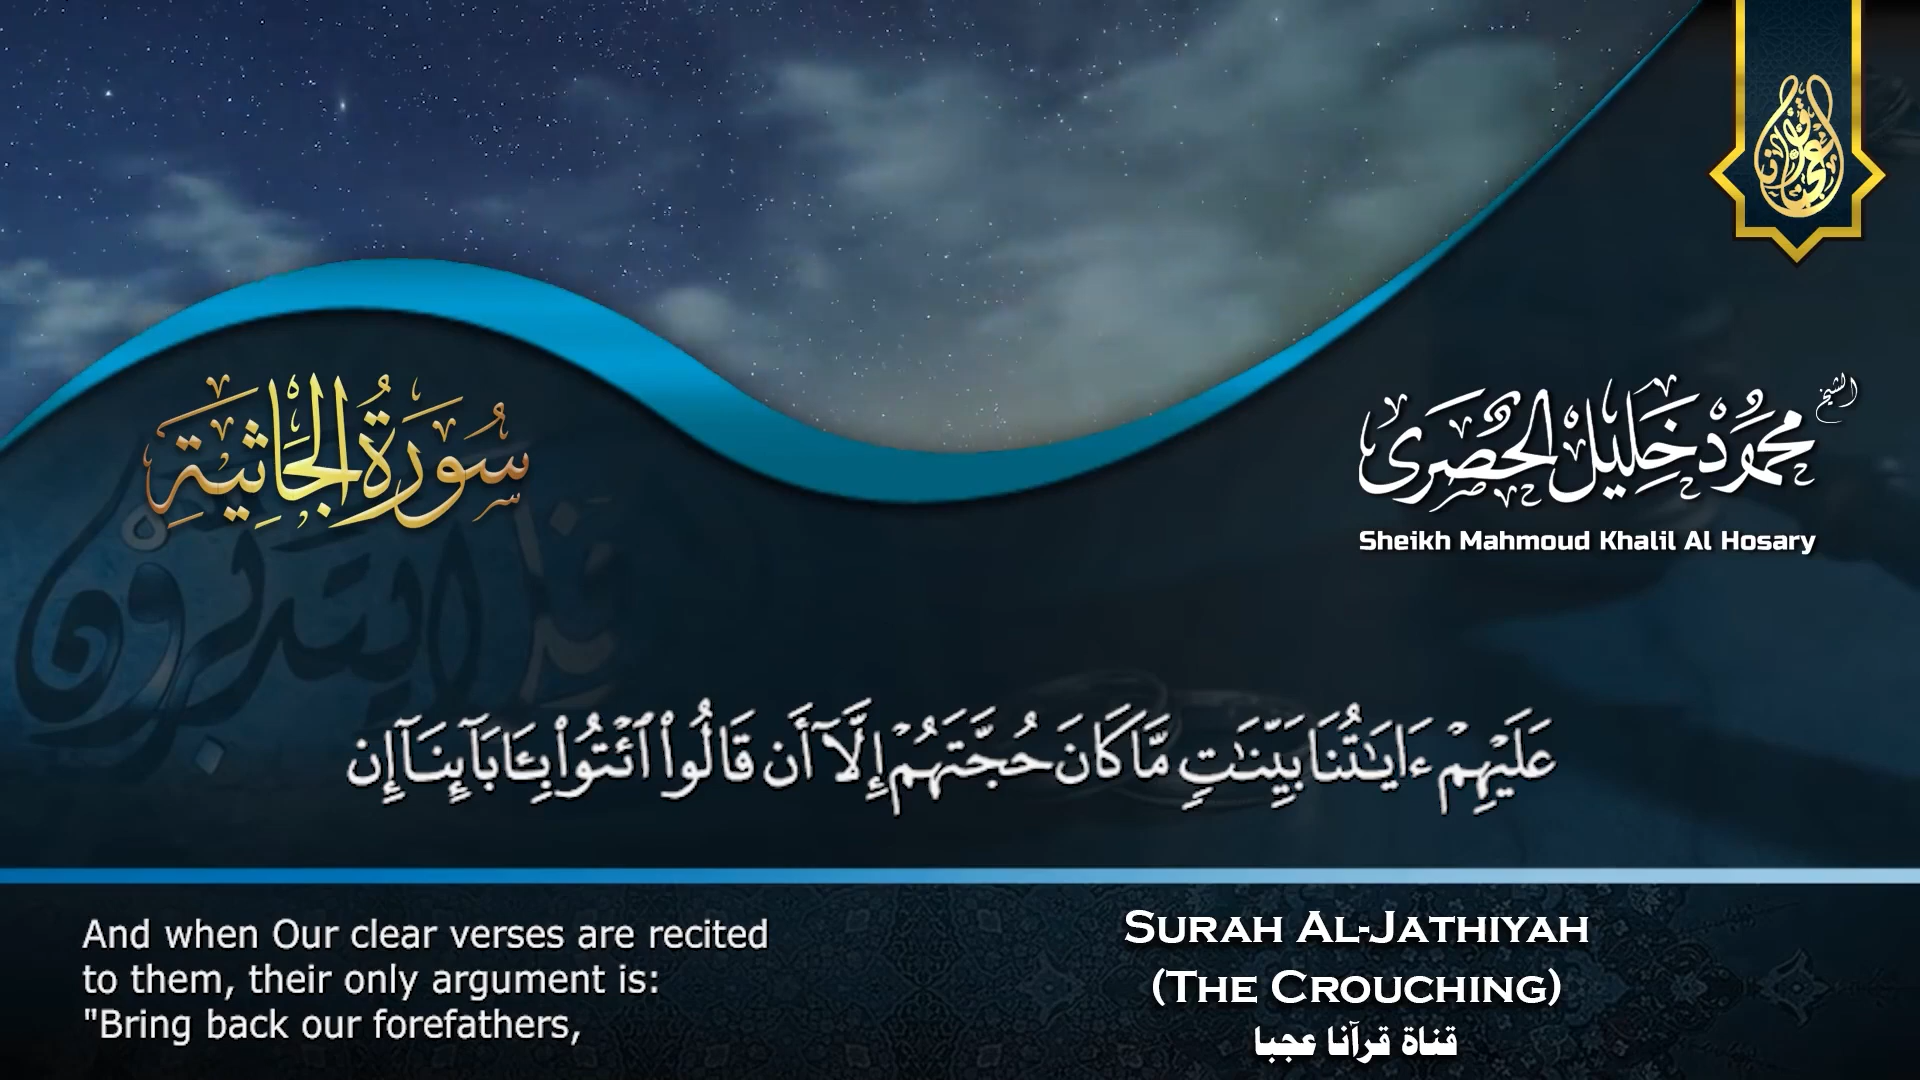 سُورَةُ الْجَاثِيَةِ
الشيخ
محمود خليل الحصرى
Sheikh Mahmoud Khalil Al Hosary
عَلَيْهِمْ ءَايَـٰتُنَا بَيِّنَـٰتٍ مَّا كَانَ حُجَّتَهُمْ إِلَّآ أَن قَالُوا۟ ٱئْتُوا۟ بِـَٔابَآئِنَآ إِن
And when Our clear verses are recited
to them, their only argument is:
"Bring back our forefathers,
SURAH AL-JATHIYAH
(THE CROUCHING)
قناة قرآنا عجبا